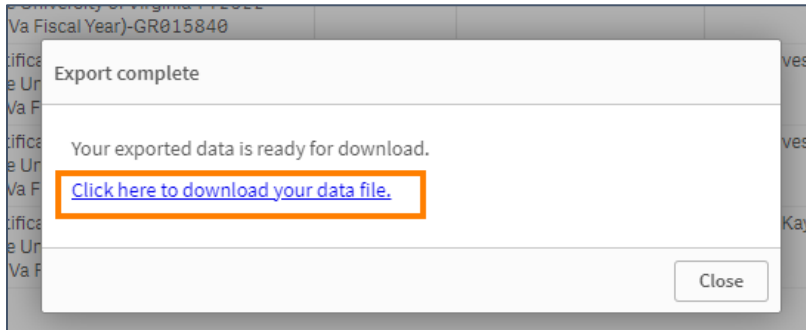 Va Fiscal Year)-GR015840
Export complete
Your exported data is ready for download.
Click here to download your data file.
Close